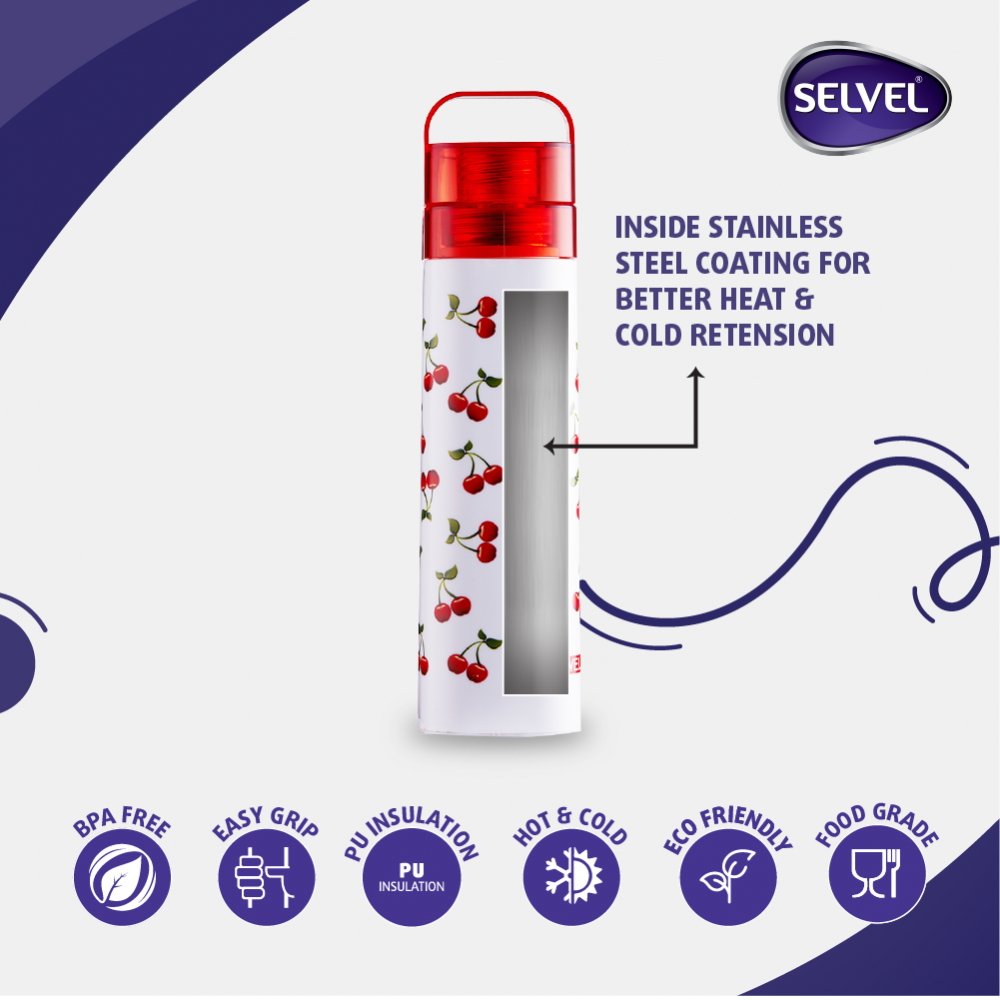 SELVEL®
INSIDE STAINLESS
STEEL COATING FOR
BETTER HEAT &
COLD RETENSION
BPA FREE
EASY GRIP
PU INSULATION
PU
INSULATION
HOT & COLD
ECO FRIENDLY
FOOD GRADE